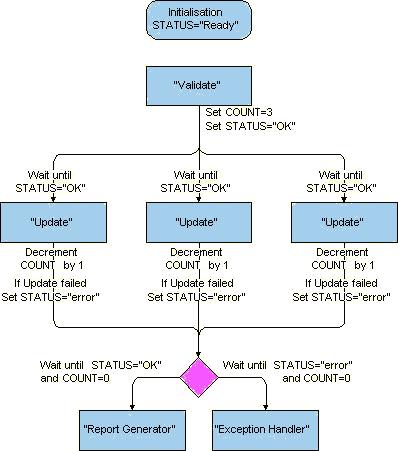 Initialisation
STATUS="Ready"
"Validate"
Set COUNT=3
Set STATUS="OK"
Wait until
STATUS="OK"
Wait until
STATUS="OK"
Wait until
STATUS="OK"
"Update"
"Update"
"Update"
Decrement
COUNT by 1
If Update failed
Set STATUS="error"
Decrement
COUNT by 1
If Update failed
Set STATUS="error"
Decrement
COUNT by 1
If Update failed
Set STATUS="error"
Wait until STATUS="OK"
and COUNT=0
Wait until STATUS="error"
and COUNT=0
"Report Generator"
"Exception Handler"